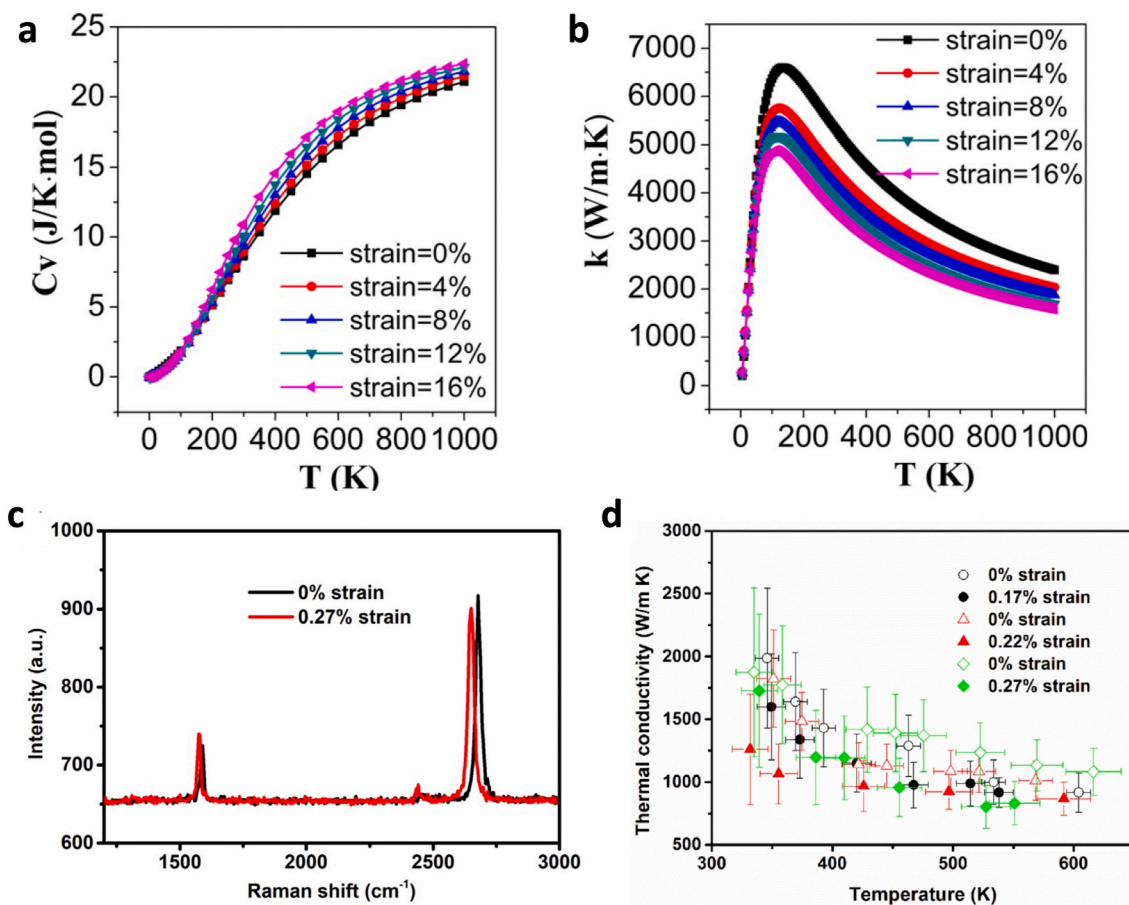 a
25
20
15
10
5
0
Cv (J/K·mol)
strain=0%
strain=4%
strain=8%
strain=12%
strain=16%
0 200 400 600 800 1000
T (K)
b
7000
6000
5000
4000
3000
2000
1000
0
k (W/m·K)
strain=0%
strain=4%
strain=8%
strain=12%
strain=16%
0 200 400 600 800 1000
T (K)
c
1000
900
800
700
600
Intensity (a.u.)
0% strain
0.27% strain
1500 2000 2500 3000
Raman shift (cm⁻¹)
d
3000
2500
2000
1500
1000
500
Thermal conductivity (W/m K)
0% strain
0.17% strain
0% strain
0.22% strain
0% strain
0.27% strain
300 400 500 600
Temperature (K)